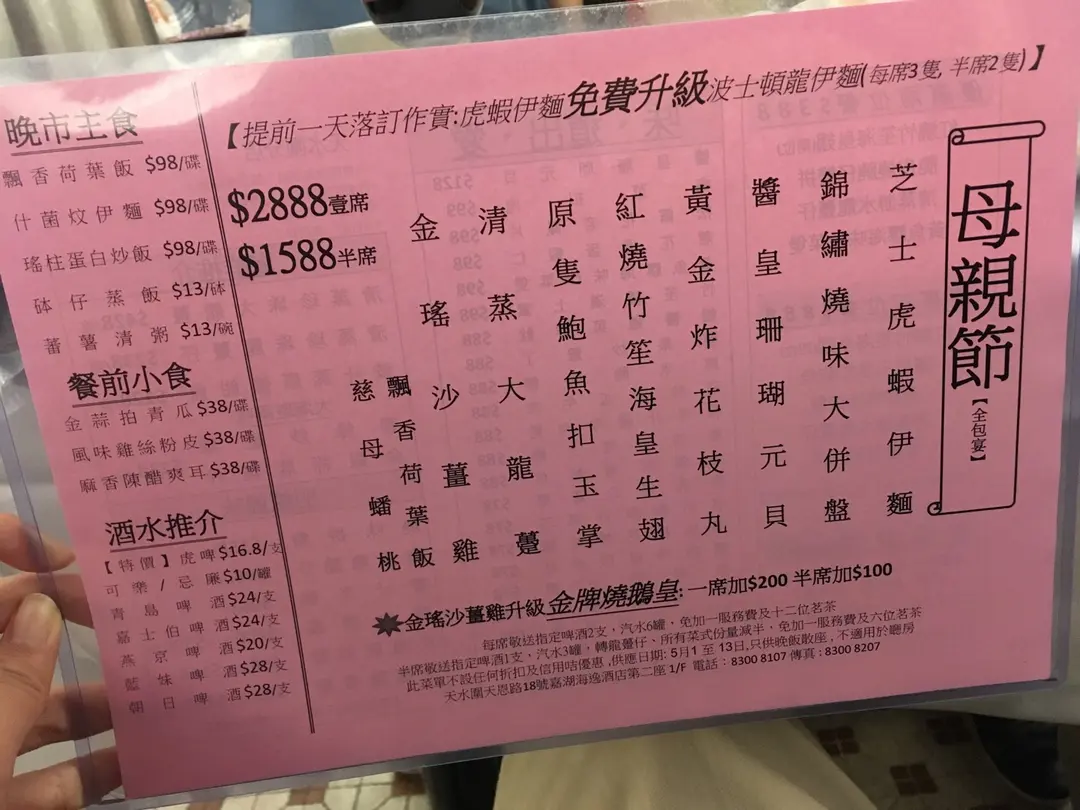 【提前一天落訂作實:虎蝦伊麵免費升級波士頓龍伊麵(每席3隻, 半席2隻)】
晚市主食
飄香荷葉飯 $98/碟
什菌炆伊麵 $98/碟
瑤柱蛋白炒飯 $98/碟
砵仔蒸飯 $13/砵
蕃薯清粥 $13/碗
餐前小食
金蒜拍青瓜 $38/碟
風味雞絲粉皮 $38/碟
麻香陳醋爽耳 $38/碟
酒水推介
【特價】虎啤 $16.8/支
可樂/忌廉 $10/罐
青島啤酒 $24/支
嘉士伯啤酒 $24/支
燕京啤酒 $20/支
藍妹啤酒 $28/支
朝日啤酒 $28/支
$2888壹席
$1588半席
母親節
【全包宴】
芝士虎蝦伊麵
錦繡燒味大併盤
醬皇珊瑚元貝
黃金炸花枝丸
紅燒竹笙海皇生翅
原隻鮑魚扣玉掌
清蒸大龍躉
金瑤沙薑雞
飄香荷葉飯
慈母蟠桃
金瑤沙薑雞升級金牌燒鵝皇: 一席加$200 半席加$100
每席敬送指定啤酒2支，汽水6罐，免加一服務費及十二位茗茶
半席敬送指定啤酒1支，汽水3罐，轉龍躉仔、所有菜式份量減半，免加一服務費及六位茗茶
此菜單不設任何折扣及信用咭優惠 ,供應日期: 5月1 至 13日,只供晚飯散座，不適用於廳房
天水圍天恩路18號嘉湖海逸酒店第二座 1/F 電話：8300 8107 傳真：8300 8207